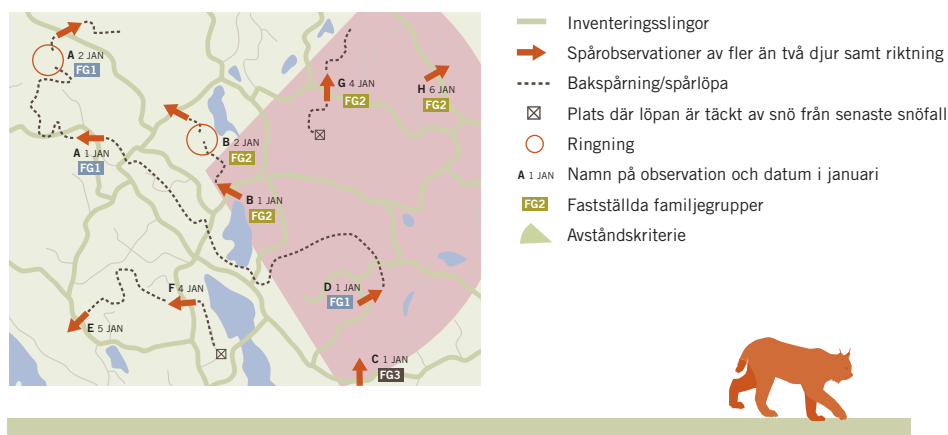 A 2 JAN
FG1
G 4 JAN
FG2
H 6 JAN
FG2
B 2 JAN
FG2
A 1 JAN
FG1
B 1 JAN
FG2
F 4 JAN
D 1 JAN
FG1
E 5 JAN
C 1 JAN
FG3
Inventeringsslingor
Spårobservationer av fler än två djur samt riktning
Bakspårning/spårlöpa
Plats där löpan är täckt av snö från senaste snöfall
Ringning
A 1 JAN Namn på observation och datum i januari
FG2 Fastställda familjegrupper
Avståndskriterie